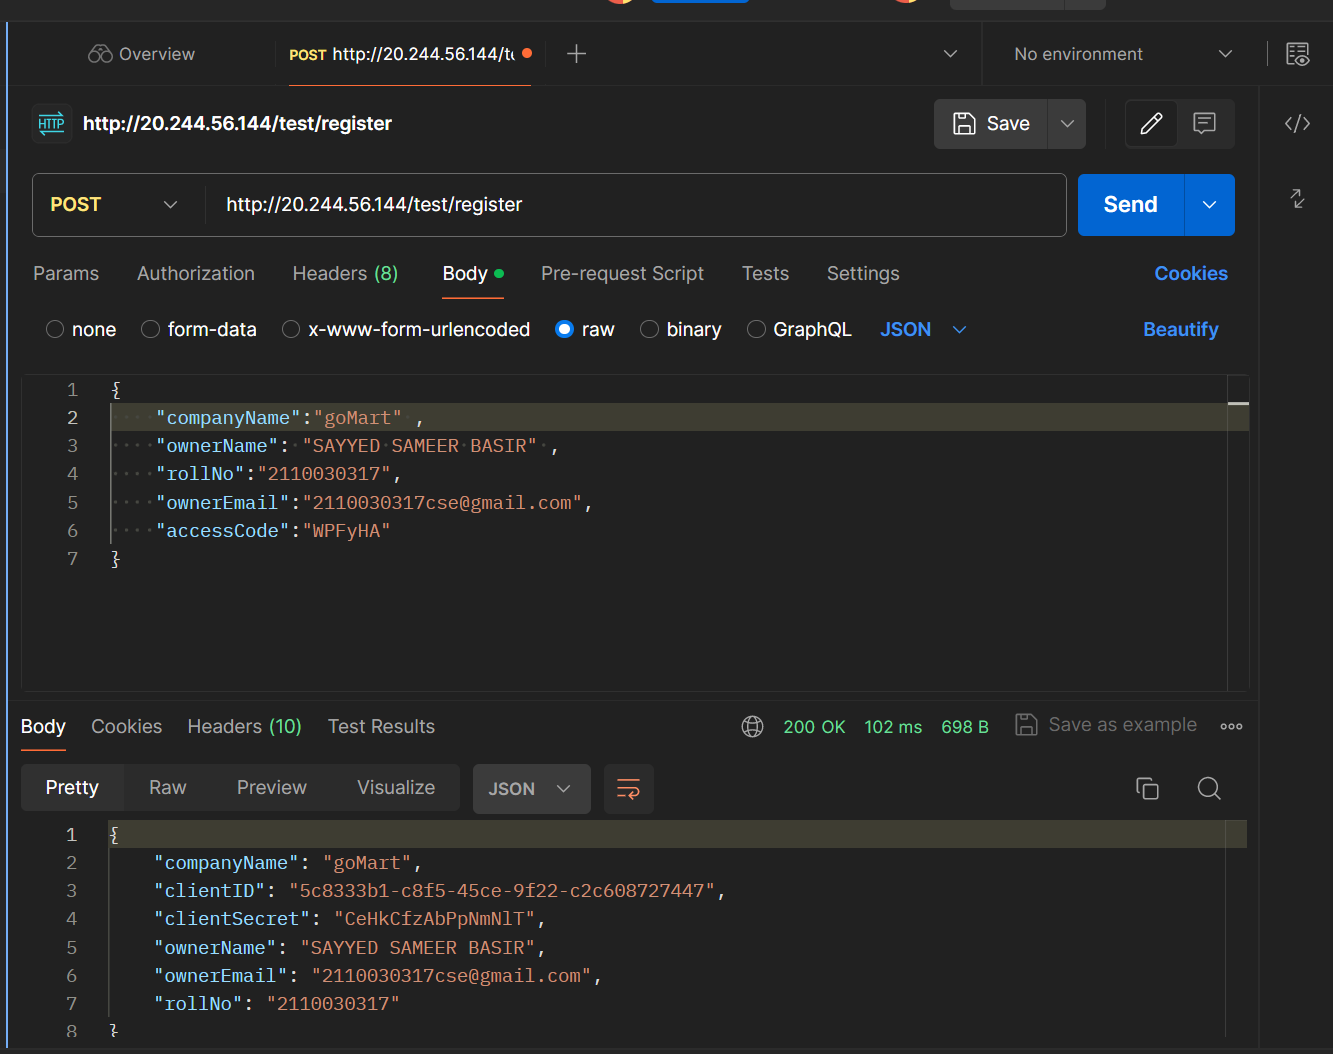 Overview
POST http://20.244.56.144/t
No environment
HTTP http://20.244.56.144/test/register
Save
POST http://20.244.56.144/test/register Send
Params Authorization Headers (8) Body Pre-request Script Tests Settings Cookies
none form-data x-www-form-urlencoded raw binary GraphQL JSON Beautify
1 {
2 "companyName":"goMart" ,
3 "ownerName": "SAYYED SAMEER BASIR" ,
4 "rollNo":"2110030317",
5 "ownerEmail":"2110030317cse@gmail.com",
6 "accessCode":"WPFyHA"
7 }
Body Cookies Headers (10) Test Results 200 OK 102 ms 698 B Save as example
Pretty Raw Preview Visualize JSON
1 {
2 "companyName": "goMart",
3 "clientID": "5c8333b1-c8f5-45ce-9f22-c2c608727447",
4 "clientSecret": "CeHkCfzAbPpNmNlT",
5 "ownerName": "SAYYED SAMEER BASIR",
6 "ownerEmail": "2110030317cse@gmail.com",
7 "rollNo": "2110030317"
8 }